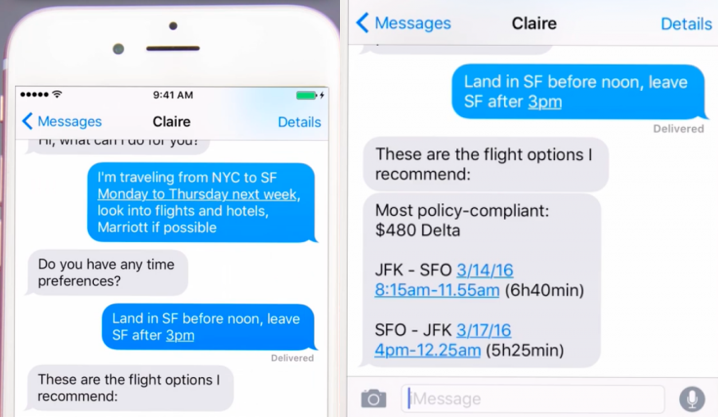 9:41 AM
Messages
Claire
Details
Hi, what can I do for you?
I'm traveling from NYC to SF
Monday to Thursday next week,
look into flights and hotels,
Marriott if possible
Do you have any time
preferences?
Land in SF before noon, leave
SF after 3pm
Delivered
These are the flight options I
recommend:
Messages
Claire
Details
Land in SF before noon, leave
SF after 3pm
Delivered
These are the flight options I
recommend:
Most policy-compliant:
$480 Delta
JFK - SFO 3/14/16
8:15am-11.55am (6h40min)
SFO - JFK 3/17/16
4pm-12.25am (5h25min)
iMessage